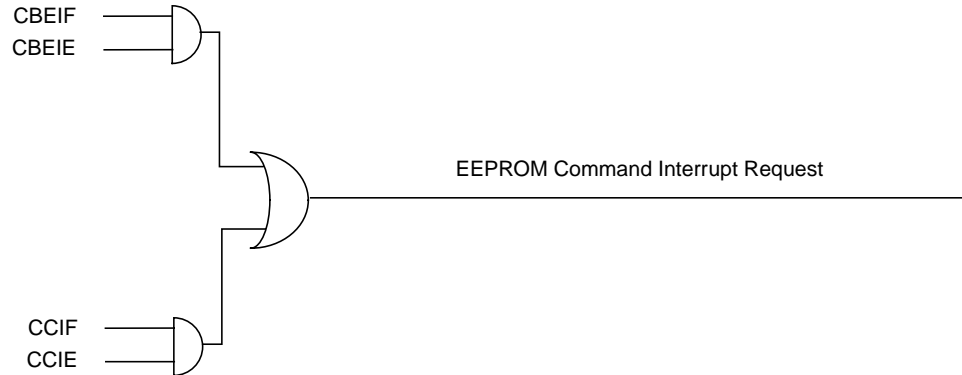 CBEIF
CBEIE
EEPROM Command Interrupt Request
CCIF
CCIE